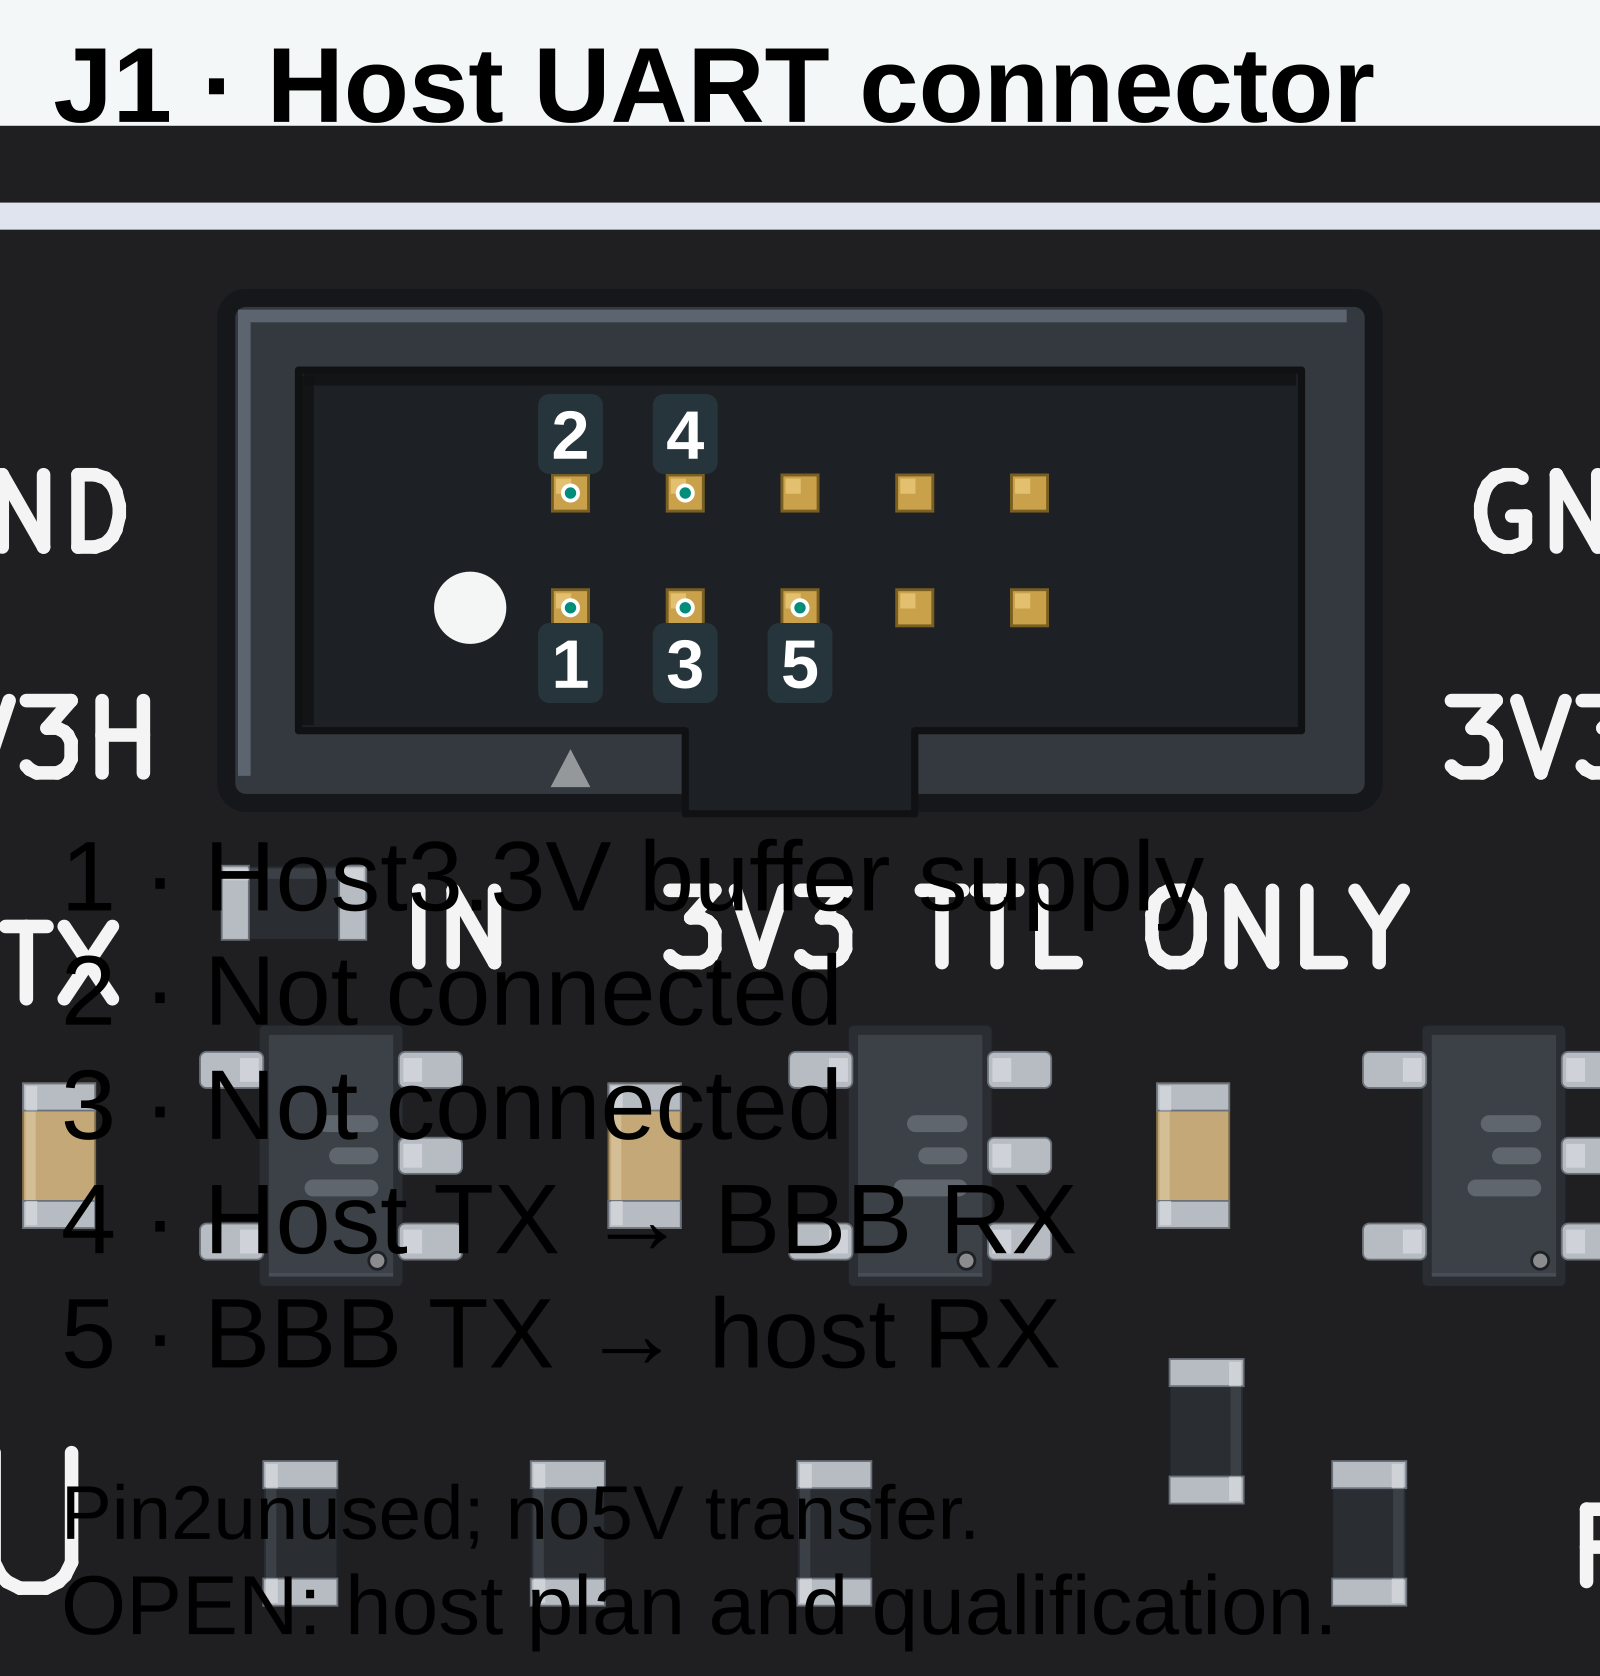 J1 · Host UART connector
2 4
ND
GN
1 3 5
V3H
3V3
1 · Host3.3V buffer supply
IN 3V3 TTL ONLY
TX
2 · Not connected
3 · Not connected
4 · Host TX → BBB RX
5 · BBB TX → host RX
U
Pin2unused; no5V transfer.
OPEN: host plan and qualification.